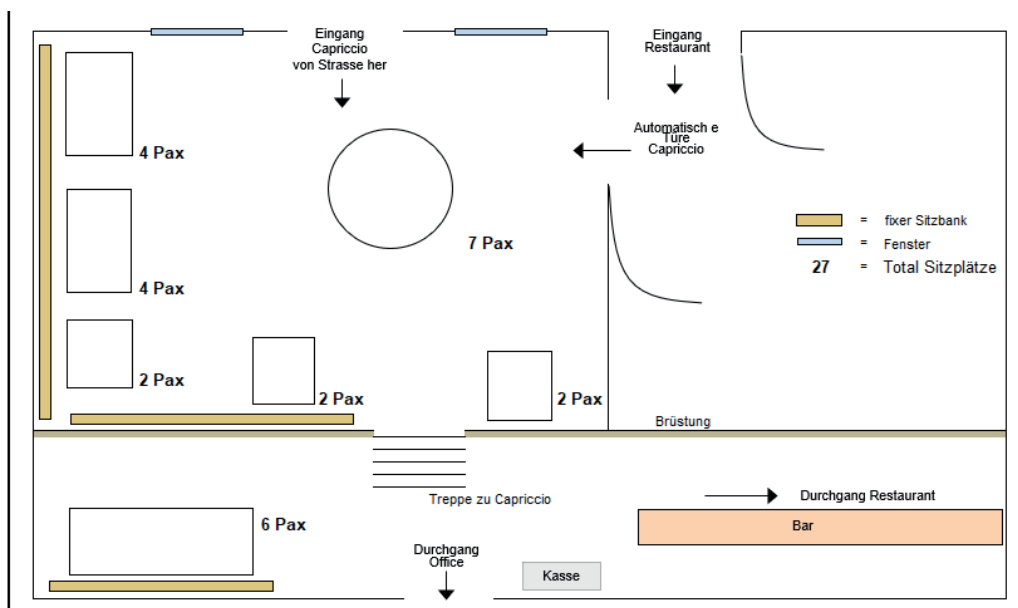 Eingang
Capriccio
von Strasse her
Eingang
Restaurant
Automatisch e
Türe
Capriccio
4 Pax
7 Pax
= fixer Sitzbank
= Fenster
27 = Total Sitzplätze
4 Pax
2 Pax
2 Pax
2 Pax
Brüstung
Treppe zu Capriccio
Durchgang Restaurant
6 Pax
Bar
Durchgang
Office
Kasse